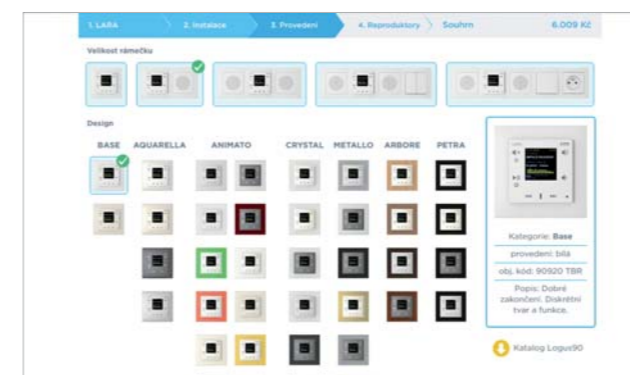 1. LARA 2. Instalace 3. Provedení 4. Reproduktory Souhrn 6.009 Kč
Velikost rámečku
Design
BASE AQUARELLA ANIMATO CRYSTAL METALLO ARBORE PETRA
Kategorie: Base
provedení: bílá
obj. kód: 90920 TBR
Popis: Dobré
zakončení. Diskrétní
tvar a funkce.
Katalog Logus90